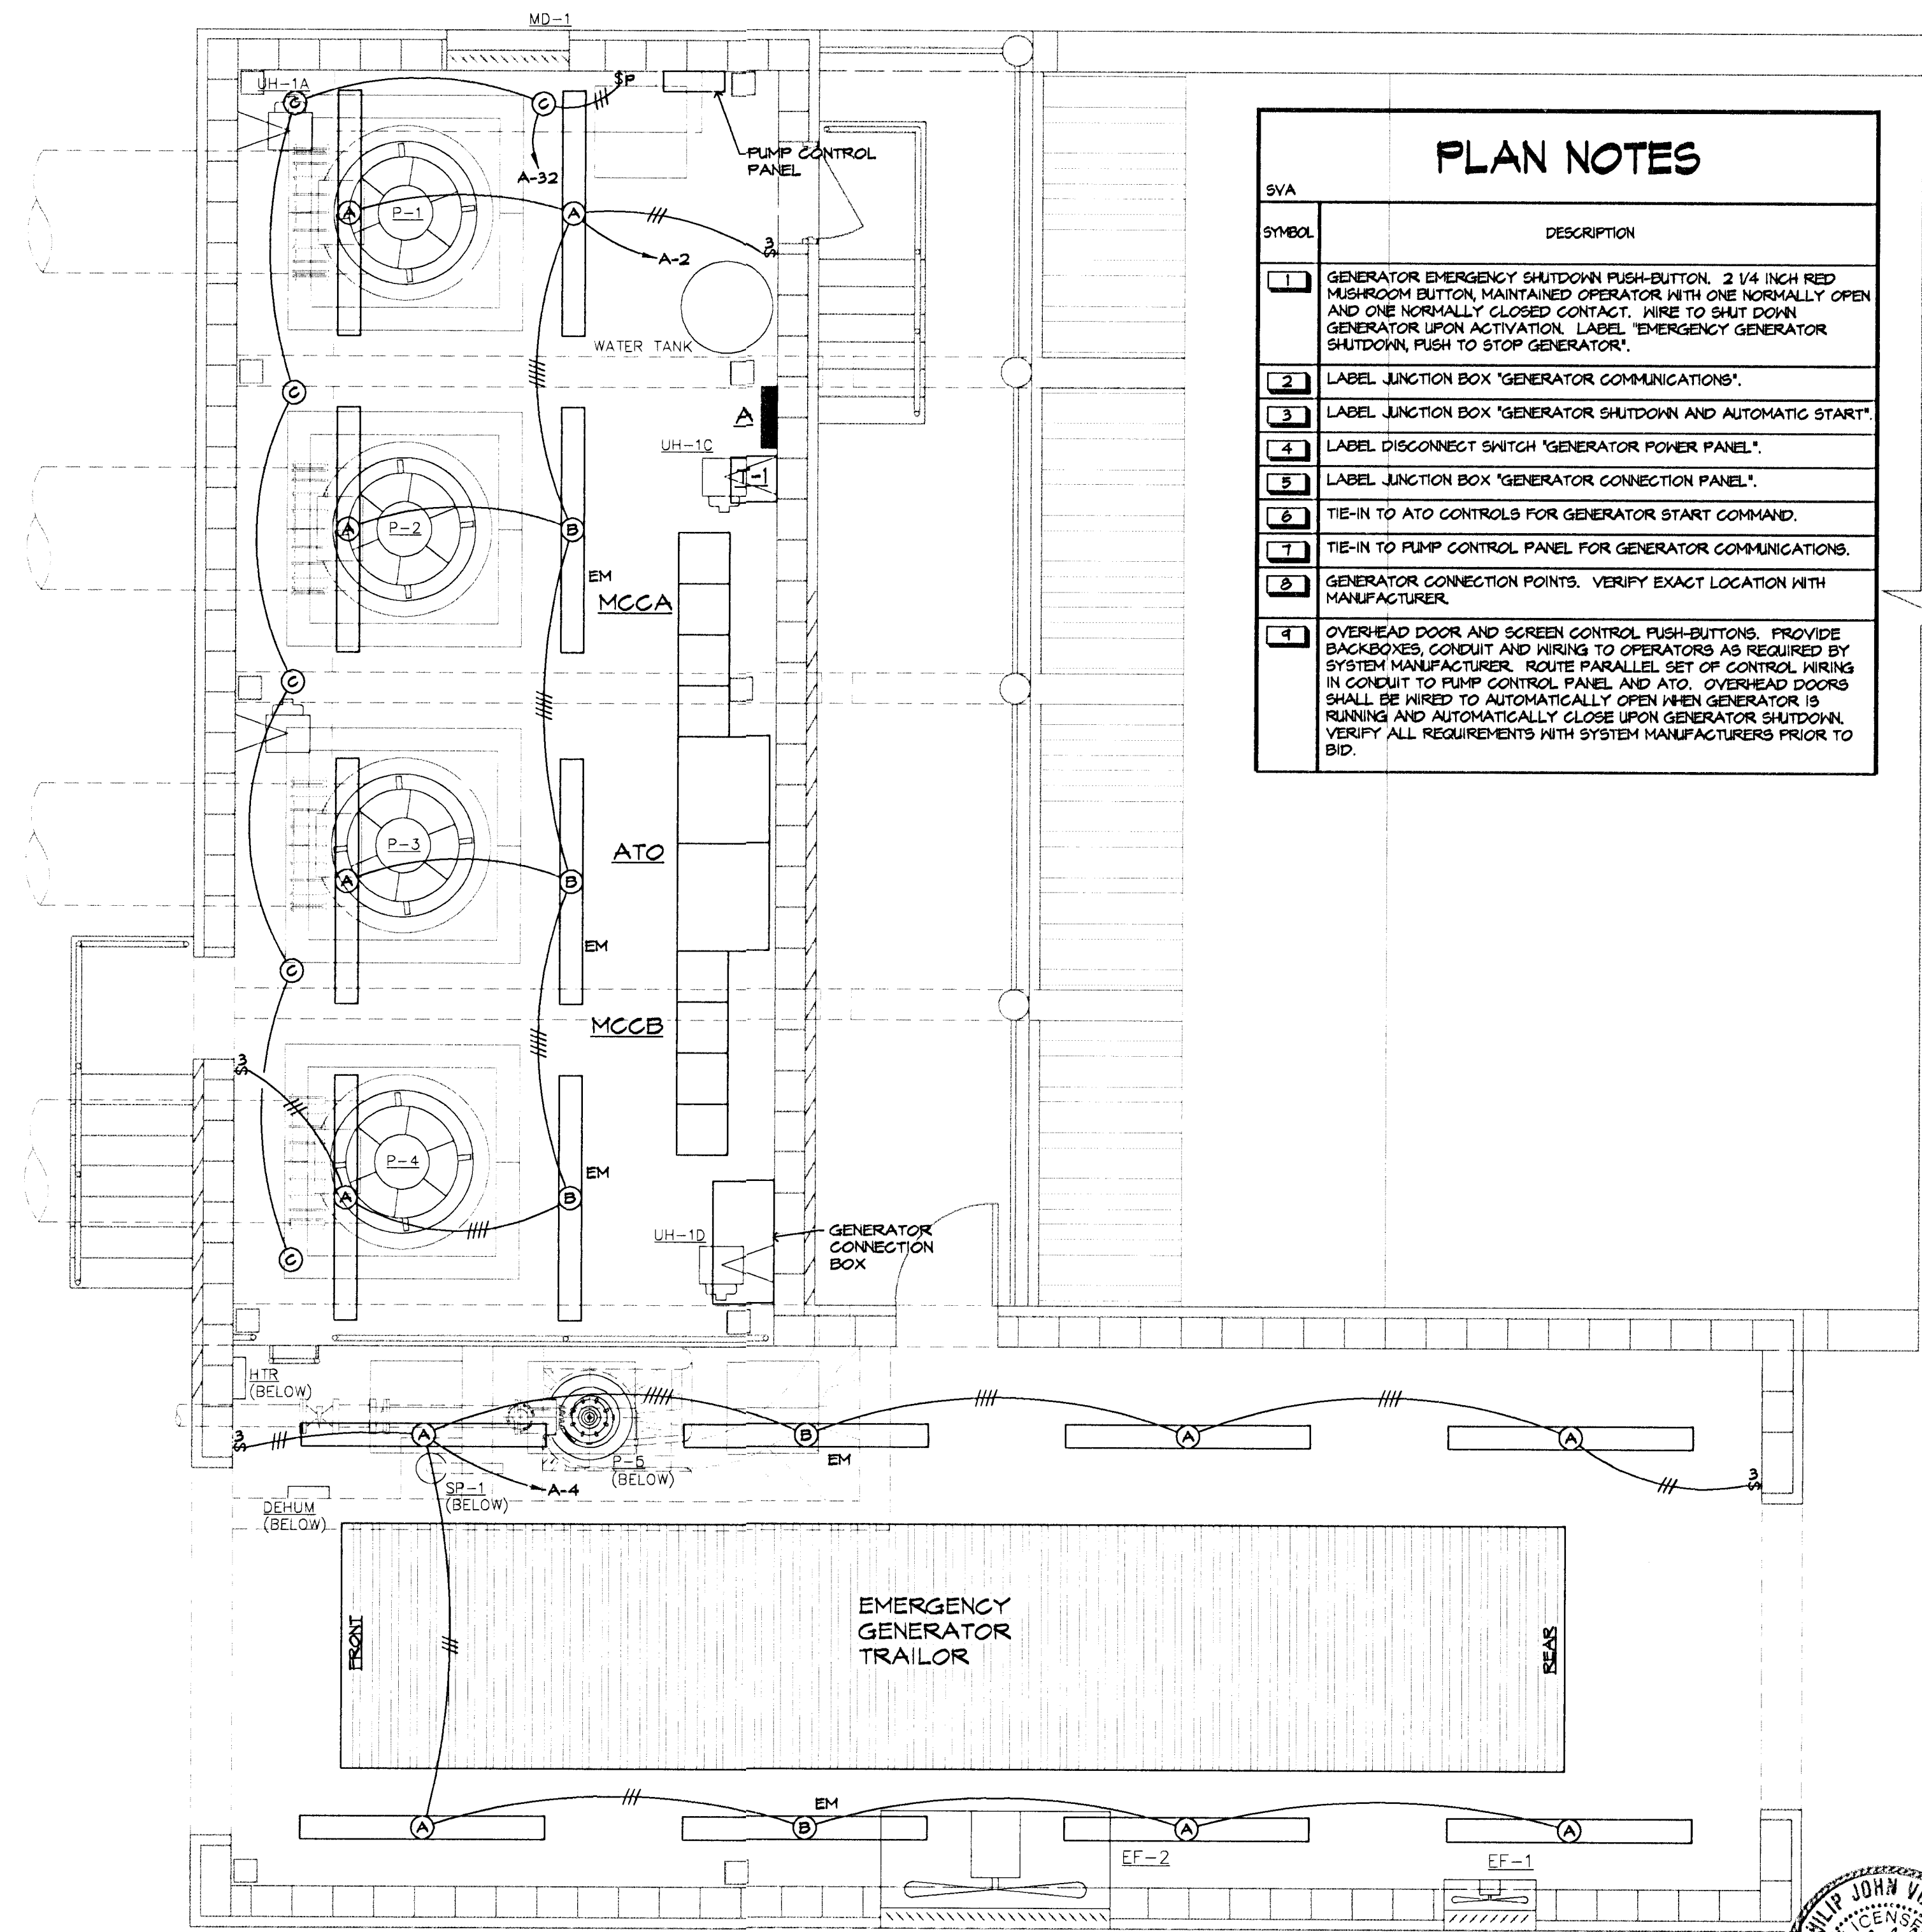 MD-1
UH-1A
C
C
$P
PUMP CONTROL
PANEL
A-32
A
P-1
A
A-2
3
S
WATER TANK
C
A
UH-1C
T-1
A
P-2
B
EM
MCCA
C
P-3
A
B
ATO
EM
C
MCCB
3
S
P-4
A
B
EM
C
UH-1D
GENERATOR
CONNECTION
BOX
HTR
(BELOW)
3
S
A
B
A
A
EM
P-5
(BELOW)
SP-1
(BELOW)
A-4
3
S
DEHUM
(BELOW)
FRONT
EMERGENCY
GENERATOR
TRAILOR
REAR
EM
A
B
A
A
EF-2
EF-1
PLAN NOTES
SVA
SYMBOL
DESCRIPTION
1
GENERATOR EMERGENCY SHUTDOWN PUSH-BUTTON. 2 1/4 INCH RED
MUSHROOM BUTTON, MAINTAINED OPERATOR WITH ONE NORMALLY OPEN
AND ONE NORMALLY CLOSED CONTACT. WIRE TO SHUT DOWN
GENERATOR UPON ACTIVATION. LABEL "EMERGENCY GENERATOR
SHUTDOWN, PUSH TO STOP GENERATOR".
2
LABEL JUNCTION BOX "GENERATOR COMMUNICATIONS".
3
LABEL JUNCTION BOX "GENERATOR SHUTDOWN AND AUTOMATIC START".
4
LABEL DISCONNECT SWITCH "GENERATOR POWER PANEL".
5
LABEL JUNCTION BOX "GENERATOR CONNECTION PANEL".
6
TIE-IN TO ATO CONTROLS FOR GENERATOR START COMMAND.
7
TIE-IN TO PUMP CONTROL PANEL FOR GENERATOR COMMUNICATIONS.
8
GENERATOR CONNECTION POINTS. VERIFY EXACT LOCATION WITH
MANUFACTURER.
9
OVERHEAD DOOR AND SCREEN CONTROL PUSH-BUTTONS. PROVIDE
BACKBOXES, CONDUIT AND WIRING TO OPERATORS AS REQUIRED BY
SYSTEM MANUFACTURER. ROUTE PARALLEL SET OF CONTROL WIRING
IN CONDUIT TO PUMP CONTROL PANEL AND ATO. OVERHEAD DOORS
SHALL BE WIRED TO AUTOMATICALLY OPEN WHEN GENERATOR IS
RUNNING AND AUTOMATICALLY CLOSE UPON GENERATOR SHUTDOWN.
VERIFY ALL REQUIREMENTS WITH SYSTEM MANUFACTURERS PRIOR TO
BID.
JOHN